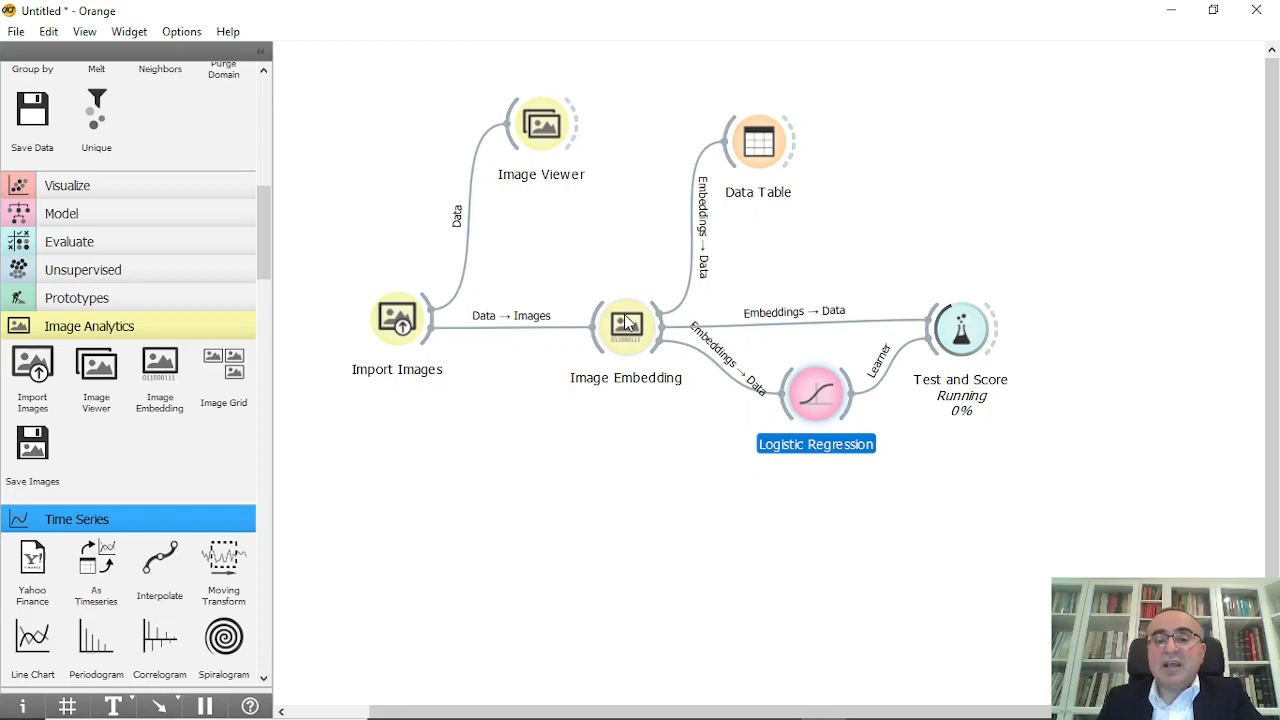 Untitled * - Orange
File Edit View Widget Options Help
Group by Melt Neighbors Purge Domain
Save Data Unique
Visualize
Model
Evaluate
Unsupervised
Prototypes
Image Analytics
Import Images Image Viewer Image Embedding Image Grid
011000111
Save Images
Time Series
Y!
FINANCE
Yahoo Finance As Timeseries Interpolate Moving Transform
Line Chart Periodogram Correlogram Spiralogram
Image Viewer
Data Table
Data
Embeddings → Data
Import Images
Data → Images
011000111
Image Embedding
Embeddings → Data
Embeddings → Data
Learner
Logistic Regression
Test and Score
Running
0%